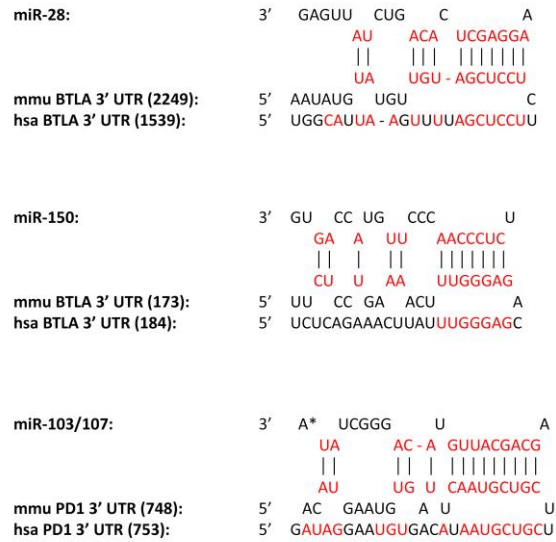 miR-28: 3′ GAGUU CUG C A
AU ACA UCGAGGA
|| ||| |||||||
UA UGU - AGCUCCU
mmu BTLA 3′ UTR (2249): 5′ AAUAUG UGU C
hsa BTLA 3′ UTR (1539): 5′ UGGCAUUA - AGUUUUAGCUCCUU
miR-150: 3′ GU CC UG CCC U
GA A UU AACCCUC
|| | || |||||||
CU U AA UUGGGAG
mmu BTLA 3′ UTR (173): 5′ UU CC GA ACU A
hsa BTLA 3′ UTR (184): 5′ UCUCAGAAACUUAUUUGGGAGC
miR-103/107: 3′ A* UCGGG U A
UA AC - A GUUACGACG
|| || | |||||||||
AU UG U CAAUGCUGC
mmu PD1 3′ UTR (748): 5′ AC GAAUG A U U
hsa PD1 3′ UTR (753): 5′ GAUAGGAAUGUGACAUAAUGCUGCU